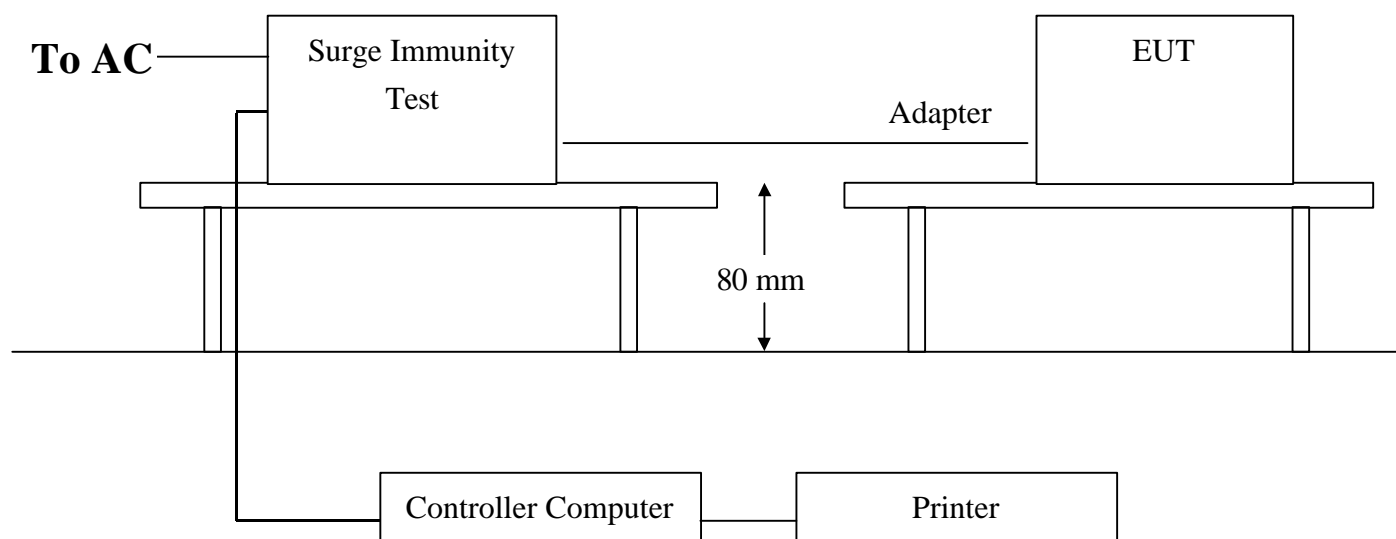 To AC
Surge Immunity
Test
EUT
Adapter
80 mm
Controller Computer
Printer